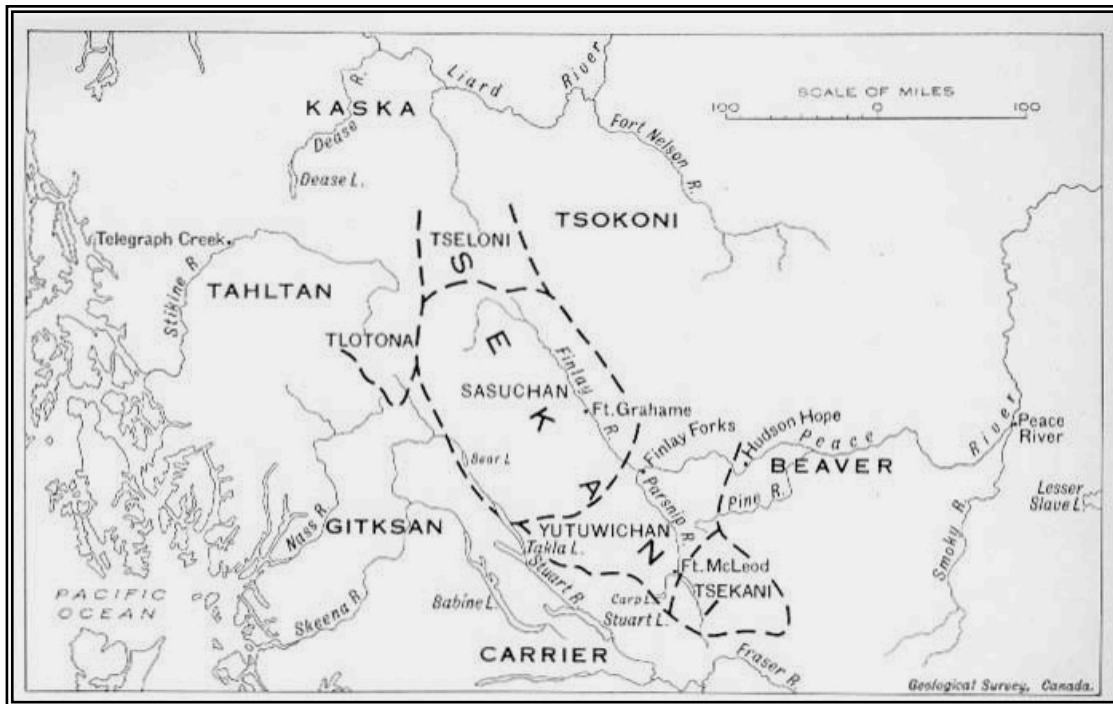 SCALE OF MILES
100 0 100
KASKA
Dease R.
Dease L.
Liard River
Fort Nelson R.
Telegraph Creek
Stikine R.
TAHLTAN
TSELONI
TSOKONI
TLOTONA
SEKANI
SASUCHAN
Finlay R.
Ft. Grahame
Finlay Forks
Hudson Hope
Peace River
Peace
River
BEAVER
Pine R.
Parsnip R.
Lesser
Slave L.
Smoky R.
Bear L
Nass R.
GITKSAN
YUTUWICHAN
Takla L.
Stuart R.
Ft. McLeod
TSEKANI
Carp L.
Stuart L.
Babine L.
Skeena R.
PACIFIC
OCEAN
CARRIER
Fraser R.
Geological Survey, Canada.